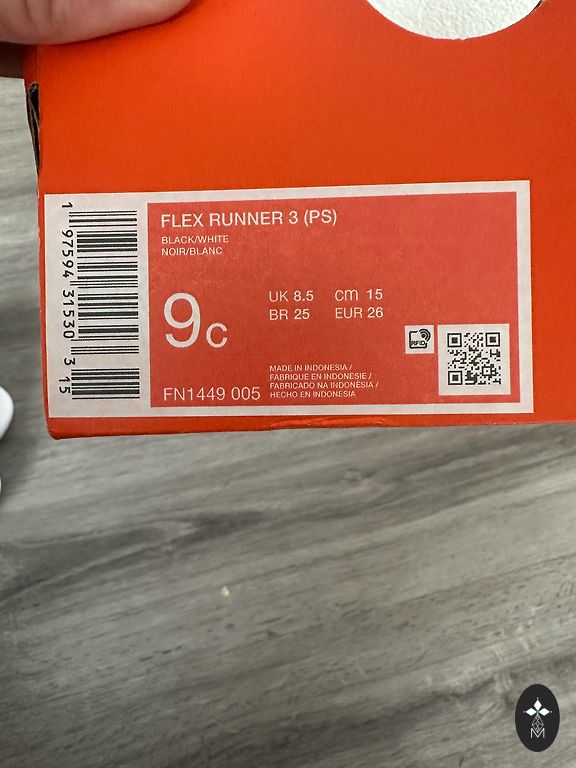 FLEX RUNNER 3 (PS)
BLACK/WHITE
NOIR/BLANC
9c
UK 8.5 cm 15
BR 25 EUR 26
RFID
MADE IN INDONESIA /
FABRIQUE EN INDONESIE /
FABRICADO NA INDONÉSIA /
HECHO EN INDONESIA
FN1449 005
1 97594 31530 3 15
M